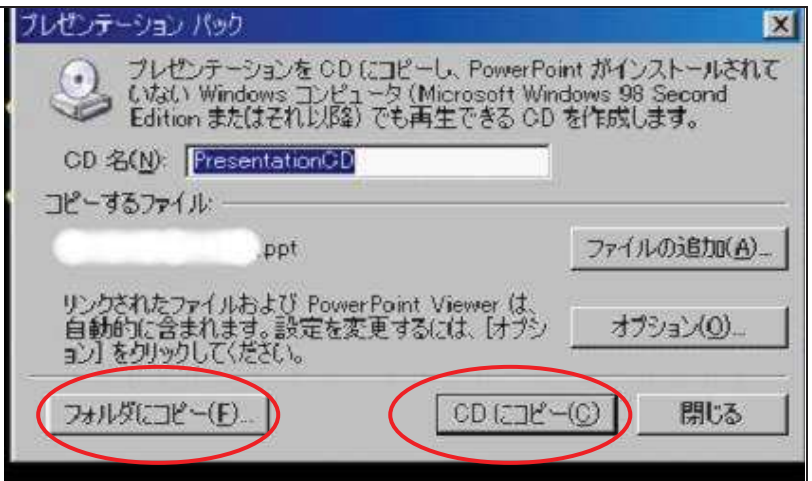 プレゼンテーション パック
プレゼンテーションを CD にコピーし、PowerPoint がインストールされて
いない Windows コンピュータ (Microsoft Windows 98 Second
Edition またはそれ以降) でも再生できる CD を作成します。
CD 名(N): PresentationCD
コピーするファイル:
.ppt
ファイルの追加(A)...
リンクされたファイルおよび PowerPoint Viewer は、
自動的に含まれます。設定を変更するには、[オプシ
ョン] をクリックしてください。
オプション(O)...
フォルダにコピー(F)...
CD にコピー(C)
閉じる